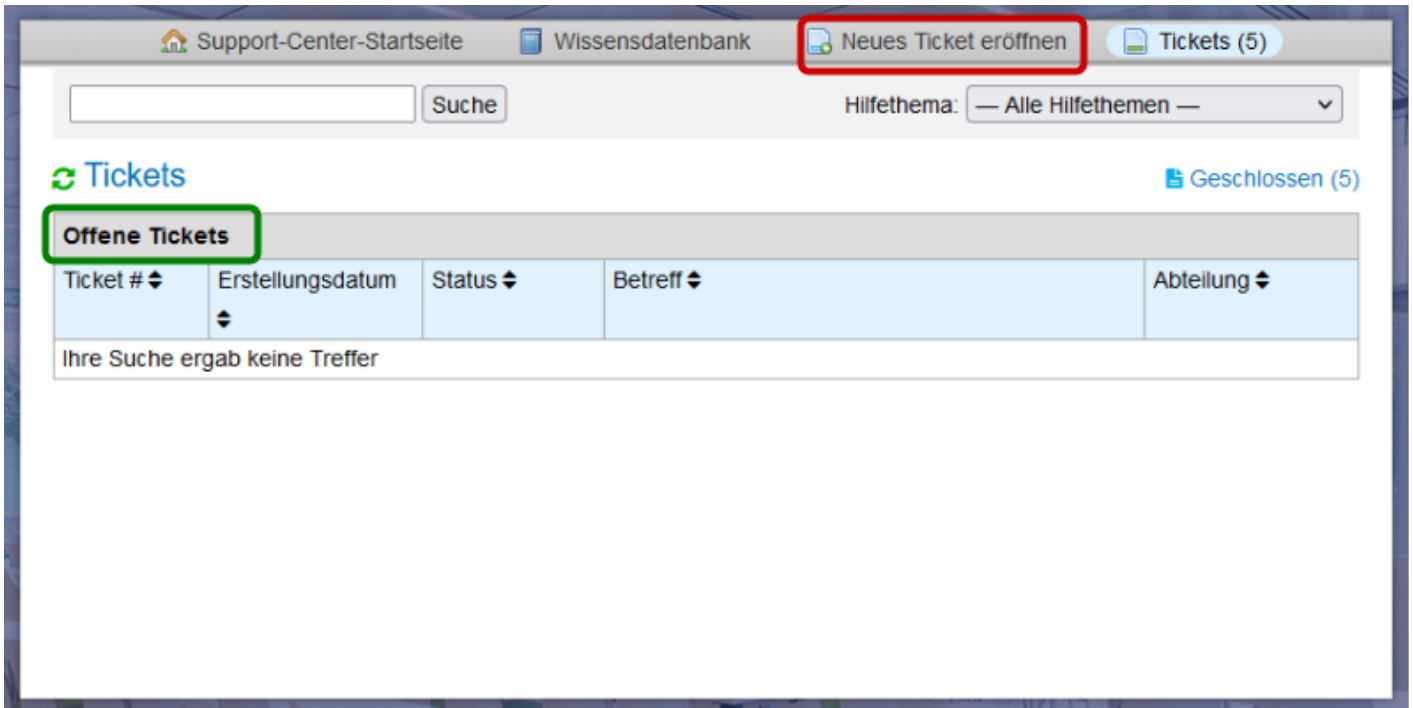 Support-Center-Startseite Wissensdatenbank Neues Ticket eröffnen Tickets (5)
Suche Hilfethema: — Alle Hilfethemen —
Tickets Geschlossen (5)
Offene Tickets
Ticket # Erstellungsdatum Status Betreff Abteilung
Ihre Suche ergab keine Treffer